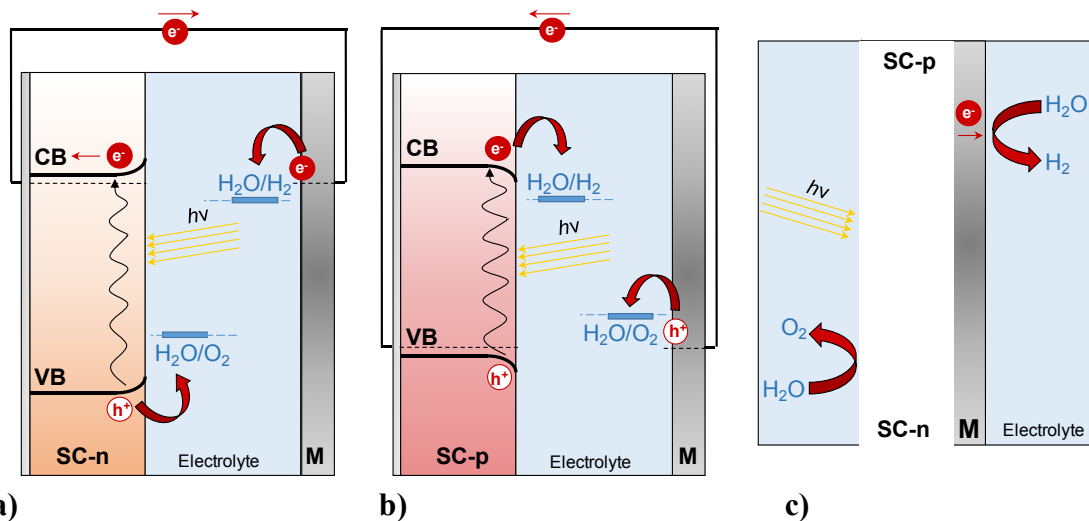 e-
CB
e-
e-
H₂O/H₂
hν
H₂O/O₂
VB
h+
SC-n
Electrolyte
M
a)
e-
CB
e-
H₂O/H₂
hν
H₂O/O₂
h+
VB
h+
SC-p
Electrolyte
M
b)
SC-p
e-
H₂O
H₂
hν
O₂
H₂O
SC-n
M
Electrolyte
c)